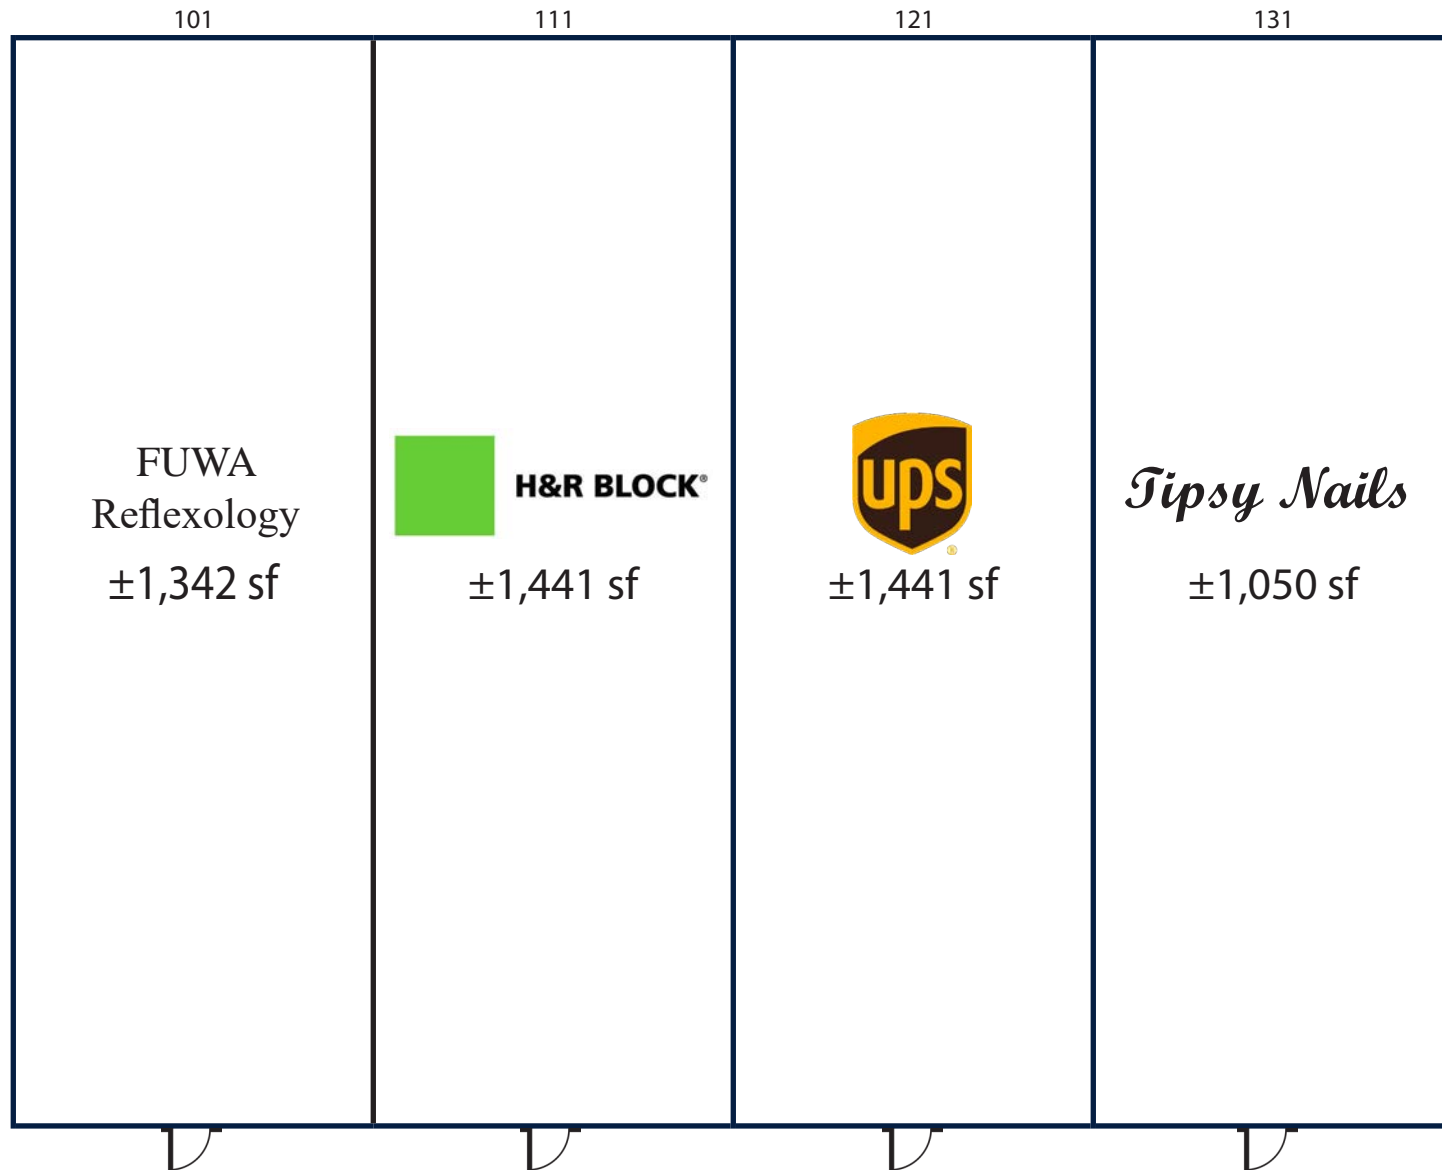 101
111
121
131
FUWA
Reflexology
±1,342 sf
H&R BLOCK®
±1,441 sf
ups
®
±1,441 sf
Tipsy Nails
±1,050 sf